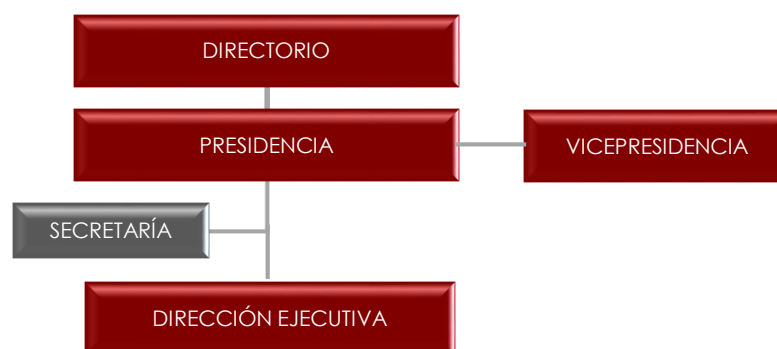 DIRECTORIO
PRESIDENCIA
VICEPRESIDENCIA
SECRETARÍA
DIRECCIÓN EJECUTIVA